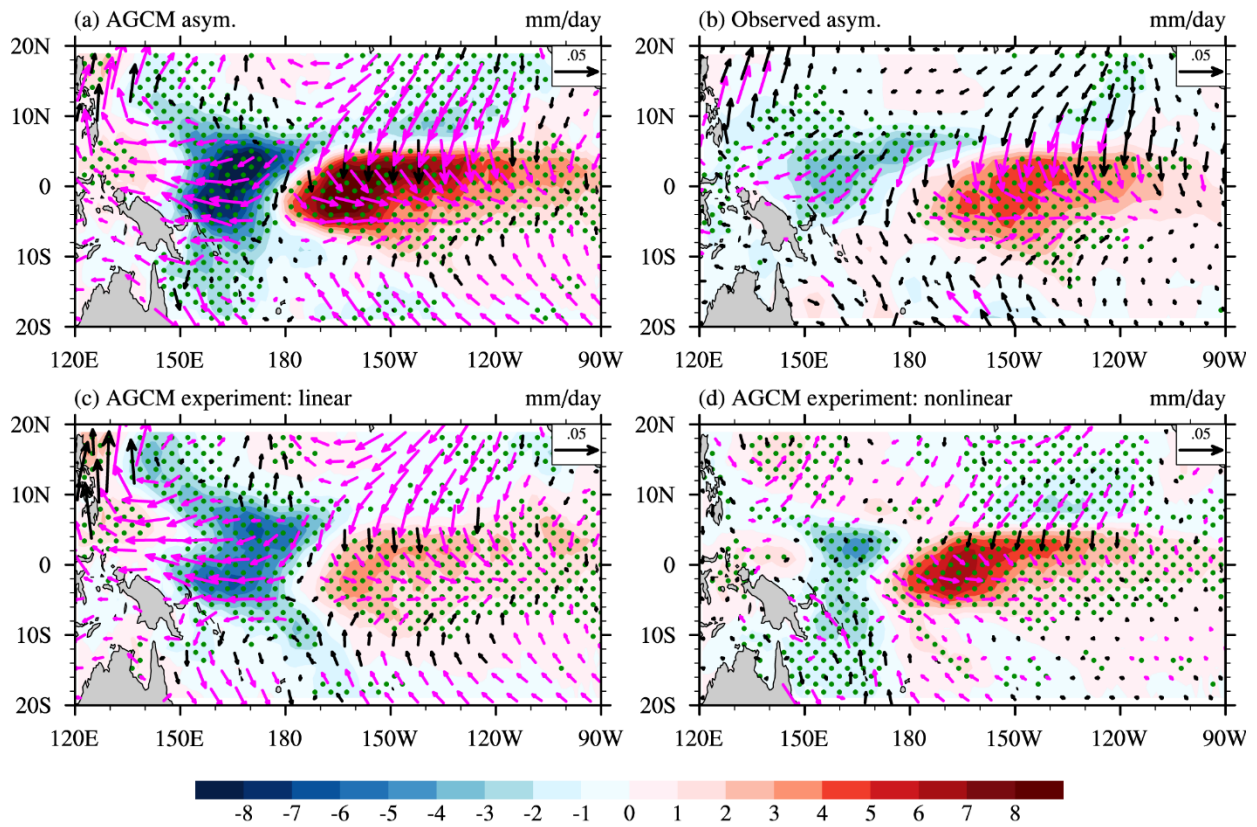 (a) AGCM asym. mm/day
20N
10N
0
10S
20S
.05
120E 150E 180 150W 120W 90W
(b) Observed asym. mm/day
20N
10N
0
10S
20S
.05
120E 150E 180 150W 120W 90W
(c) AGCM experiment: linear mm/day
20N
10N
0
10S
20S
.05
120E 150E 180 150W 120W 90W
(d) AGCM experiment: nonlinear mm/day
20N
10N
0
10S
20S
.05
120E 150E 180 150W 120W 90W
-8 -7 -6 -5 -4 -3 -2 -1 0 1 2 3 4 5 6 7 8